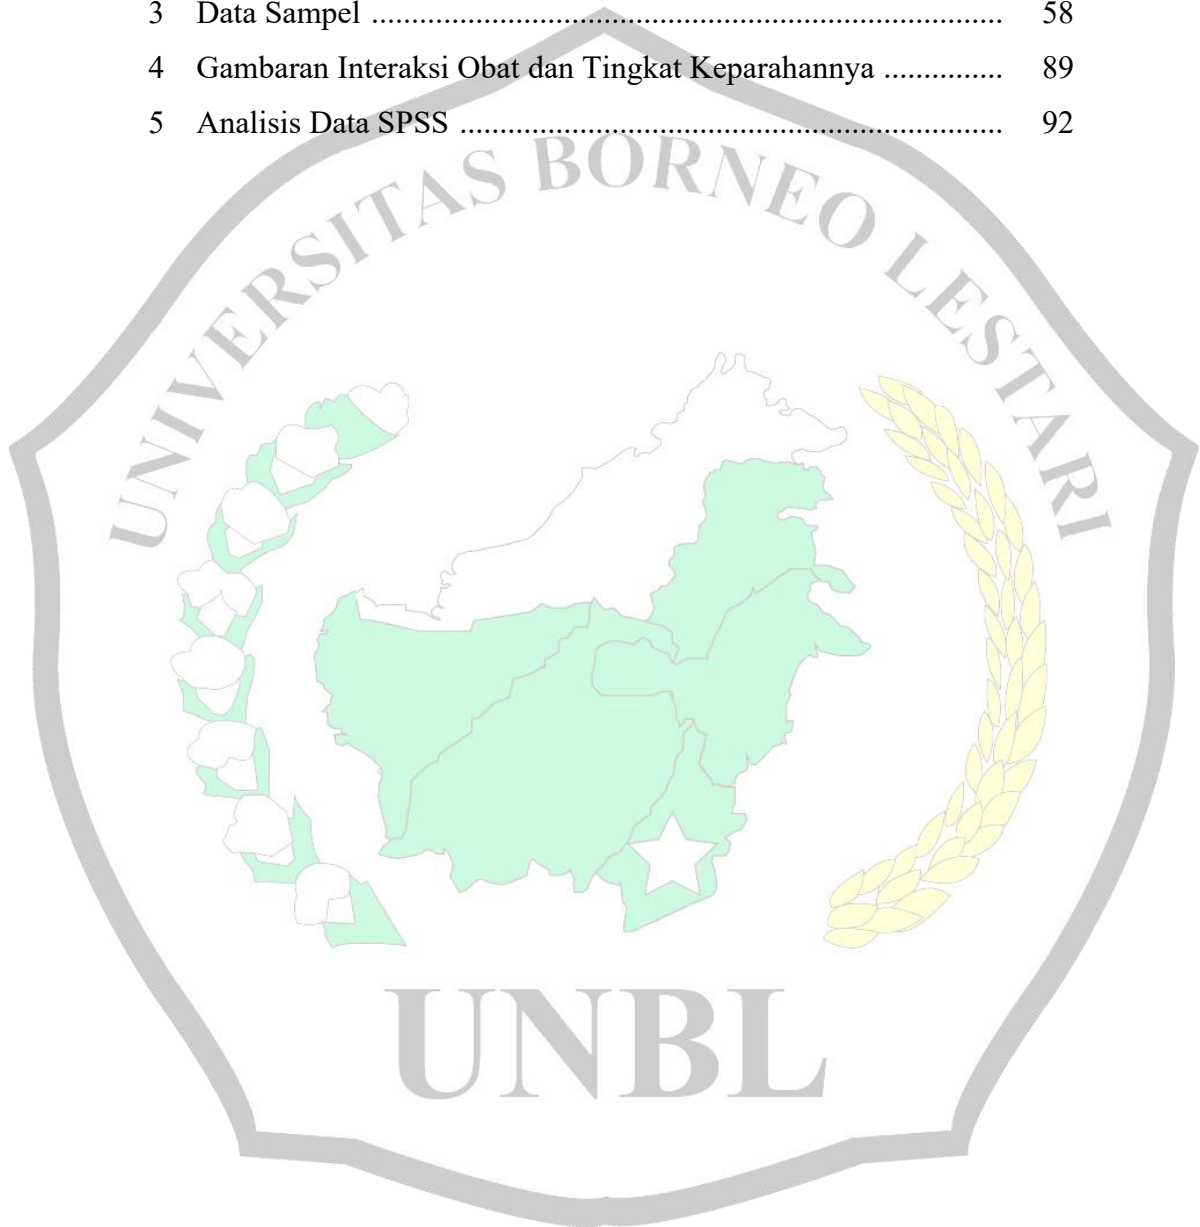 3 Data Sampel ............................................................................... 58
4 Gambaran Interaksi Obat dan Tingkat Keparahannya ............... 89
5 Analisis Data SPSS .................................................................... 92
UNIVERSITAS BORNEO LESTARI
UNBL